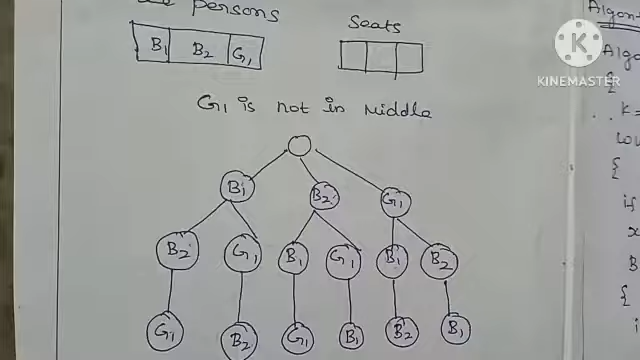 persons
Seats
B1 B2 G1
G1 is not in Middle
B1 B2 G1
B2 G1 B1 G1 B1 B2
G1 B2 G1 B1 B2 B1
Algo
{
K=
{
if
x
B
{
i
K
KINEMASTER